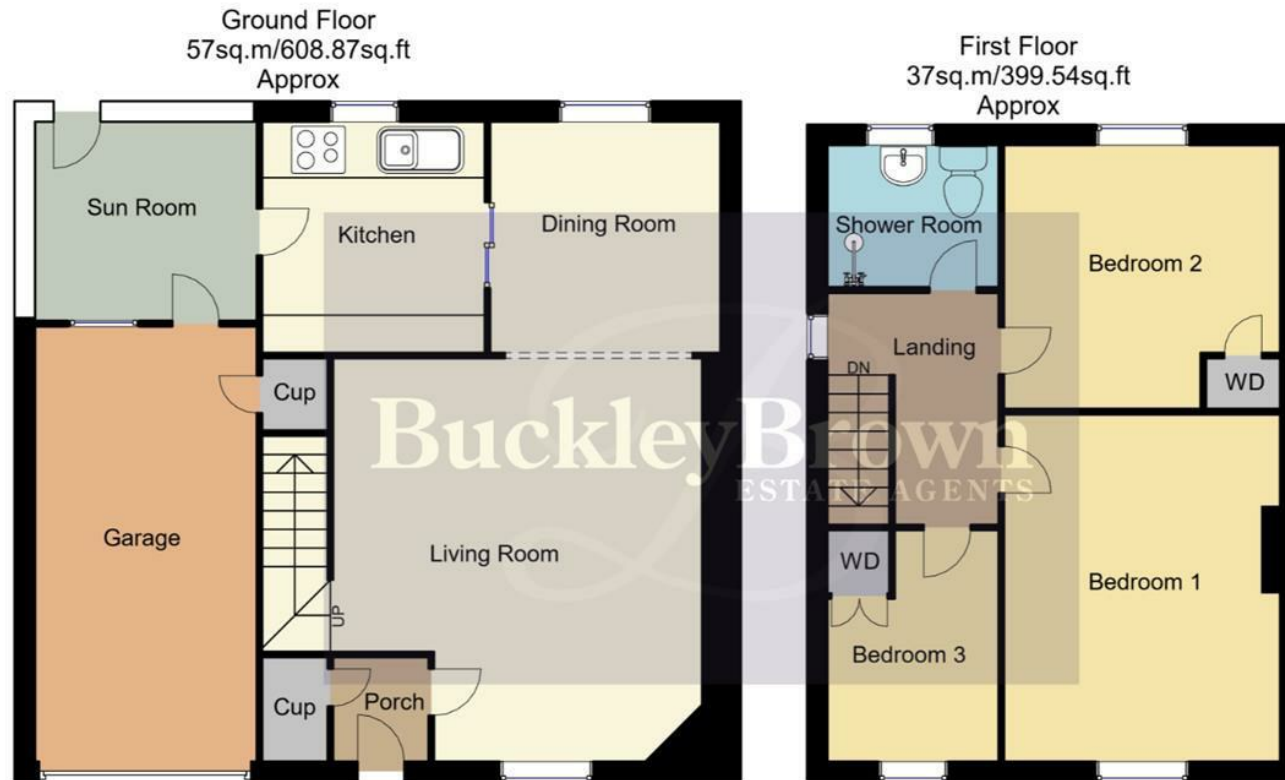 Ground Floor
57sq.m/608.87sq.ft
Approx
Sun Room
Kitchen
Dining Room
Cup
Garage
Living Room
UP
Cup
Porch
First Floor
37sq.m/399.54sq.ft
Approx
Shower Room
Bedroom 2
Landing
DN
WD
WD
Bedroom 1
Bedroom 3
BuckleyBrown
ESTATE AGENTS